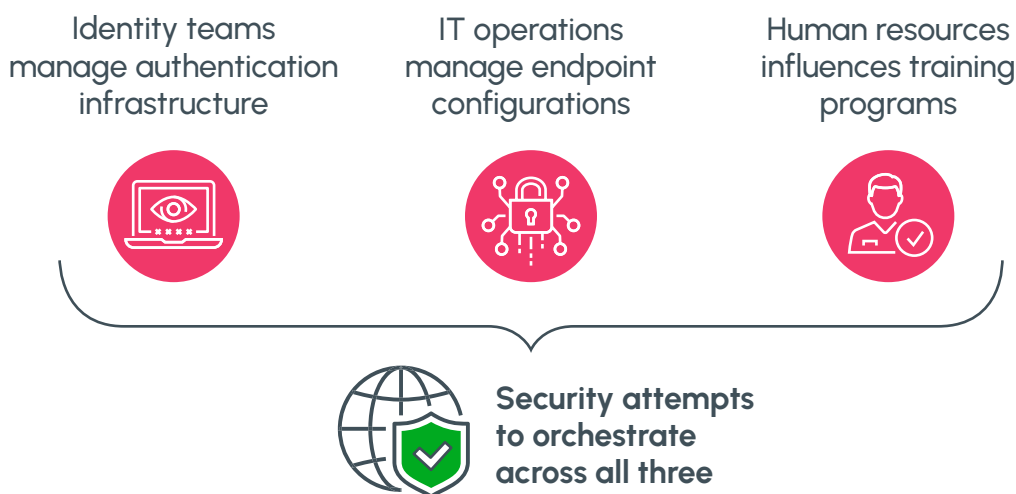 Identity teams
manage authentication
infrastructure
IT operations
manage endpoint
configurations
Human resources
influences training
programs
Security attempts
to orchestrate
across all three